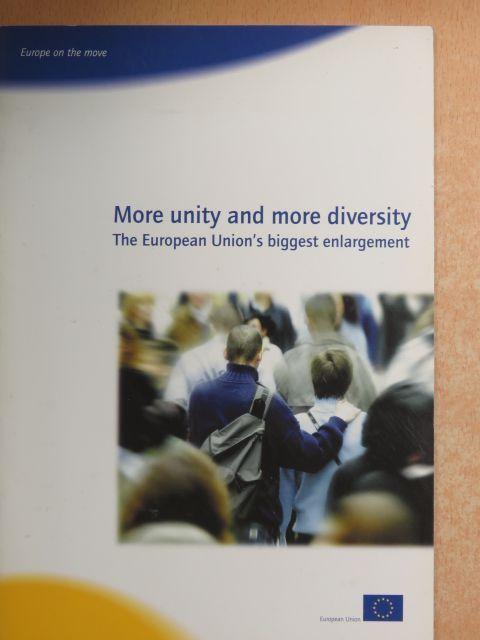 Europe on the move
More unity and more diversity
The European Union's biggest enlargement
European Union